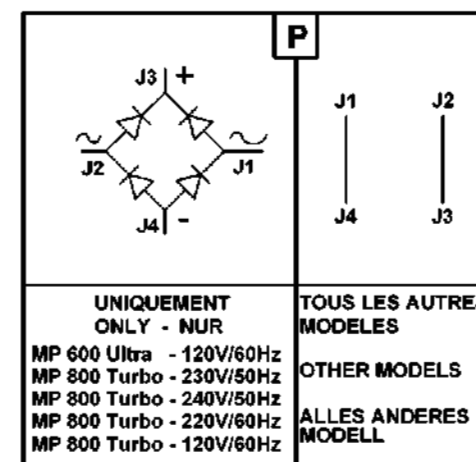 P
J3 +
J2
J1
J4 -
J1 J2
J4 J3
UNIQUEMENT
ONLY - NUR
MP 600 Ultra - 120V/60Hz
MP 800 Turbo - 230V/50Hz
MP 800 Turbo - 240V/50Hz
MP 800 Turbo - 220V/60Hz
MP 800 Turbo - 120V/60Hz
TOUS LES AUTRE
MODELES
OTHER MODELS
ALLES ANDERES
MODELL